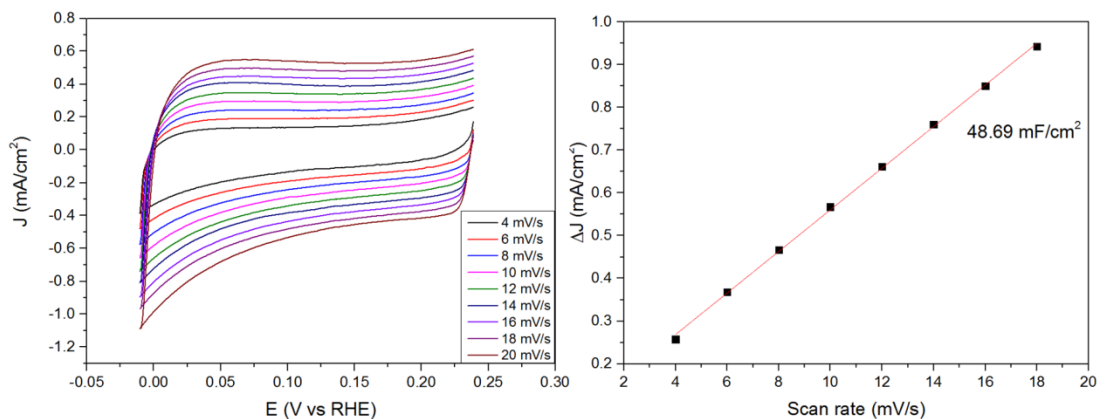 0.8
0.6
0.4
0.2
0.0
-0.2
-0.4
-0.6
-0.8
-1.0
-1.2
J (mA/cm²)
-0.05 0.00 0.05 0.10 0.15 0.20 0.25 0.30
E (V vs RHE)
4 mV/s
6 mV/s
8 mV/s
10 mV/s
12 mV/s
14 mV/s
16 mV/s
18 mV/s
20 mV/s
1.0
0.9
0.8
0.7
0.6
0.5
0.4
0.3
0.2
ΔJ (mA/cm²)
48.69 mF/cm²
2 4 6 8 10 12 14 16 18 20
Scan rate (mV/s)